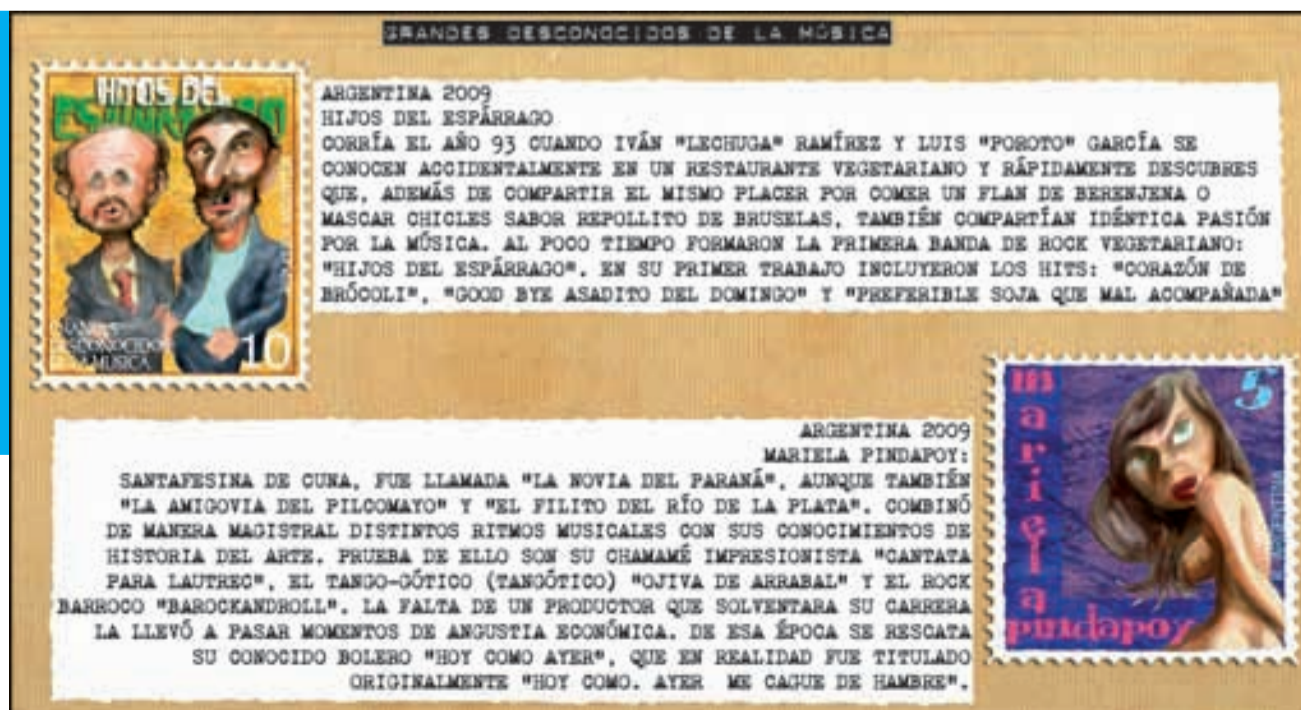 GRANDES DESCONOCIDOS DE LA MÚSICA
HIJOS DEL
ESPÁRRAGO
GRANDES
DESCONOCIDOS
DE LA MUSICA
10
ARGENTINA 2009
HIJOS DEL ESPÁRRAGO
CORRÍA EL AÑO 93 CUANDO IVÁN "LECHUGA" RAMÍREZ Y LUIS "POROTO" GARCÍA SE
CONOCEN ACCIDENTALMENTE EN UN RESTAURANTE VEGETARIANO Y RÁPIDAMENTE DESCUBRES
QUE, ADEMÁS DE COMPARTIR EL MISMO PLACER POR COMER UN FLAN DE BERENJENA O
MASCAR CHICLES SABOR REPOLLITO DE BRUSELAS, TAMBIÉN COMPARTÍAN IDÉNTICA PASIÓN
POR LA MÚSICA. AL POCO TIEMPO FORMARON LA PRIMERA BANDA DE ROCK VEGETARIANO:
"HIJOS DEL ESPÁRRAGO". EN SU PRIMER TRABAJO INCLUYERON LOS HITS: "CORAZÓN DE
BRÓCOLI", "GOOD BYE ASADITO DEL DOMINGO" Y "PREFERIBLE SOJA QUE MAL ACOMPAÑADA"
ARGENTINA 2009
MARIELA PINDAPOY:
SANTAFESINA DE CUNA, FUE LLAMADA "LA NOVIA DEL PARANÁ", AUNQUE TAMBIÉN
"LA AMIGOVIA DEL PILCOMAYO" Y "EL FILITO DEL RÍO DE LA PLATA". COMBINÓ
DE MANERA MAGISTRAL DISTINTOS RITMOS MUSICALES CON SUS CONOCIMIENTOS DE
HISTORIA DEL ARTE. PRUEBA DE ELLO SON SU CHAMAMÉ IMPRESIONISTA "CANTATA
PARA LAUTREC", EL TANGO-GÓTICO (TANGÓTICO) "OJIVA DE ARRABAL" Y EL ROCK
BARROCO "BAROCKANDROLL". LA FALTA DE UN PRODUCTOR QUE SOLVENTARA SU CARRERA
LA LLEVÓ A PASAR MOMENTOS DE ANGUSTIA ECONÓMICA. DE ESA ÉPOCA SE RESCATA
SU CONOCIDO BOLERO "HOY COMO AYER", QUE EN REALIDAD FUE TITULADO
ORIGINALMENTE "HOY COMO. AYER ME CAGUE DE HAMBRE".
mariela
pindapoy
5